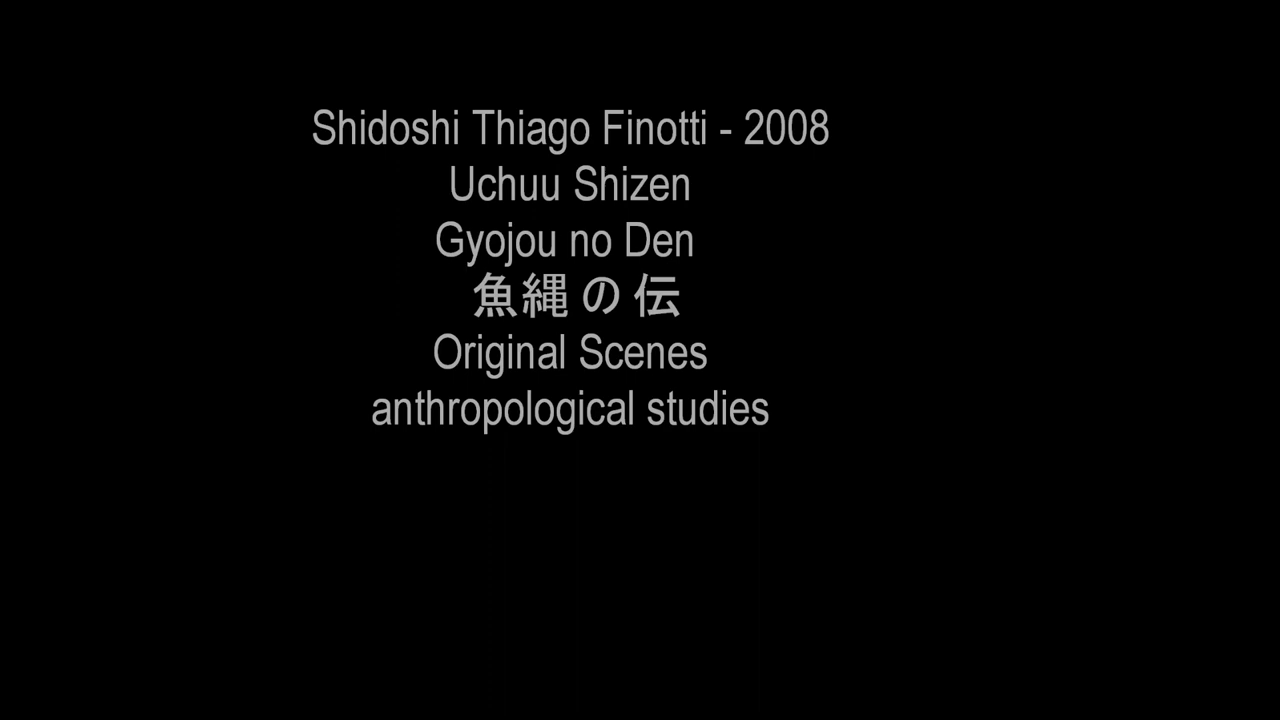 Shidoshi Thiago Finotti - 2008
Uchuu Shizen
Gyojou no Den
魚縄 の 伝
Original Scenes
anthropological studies